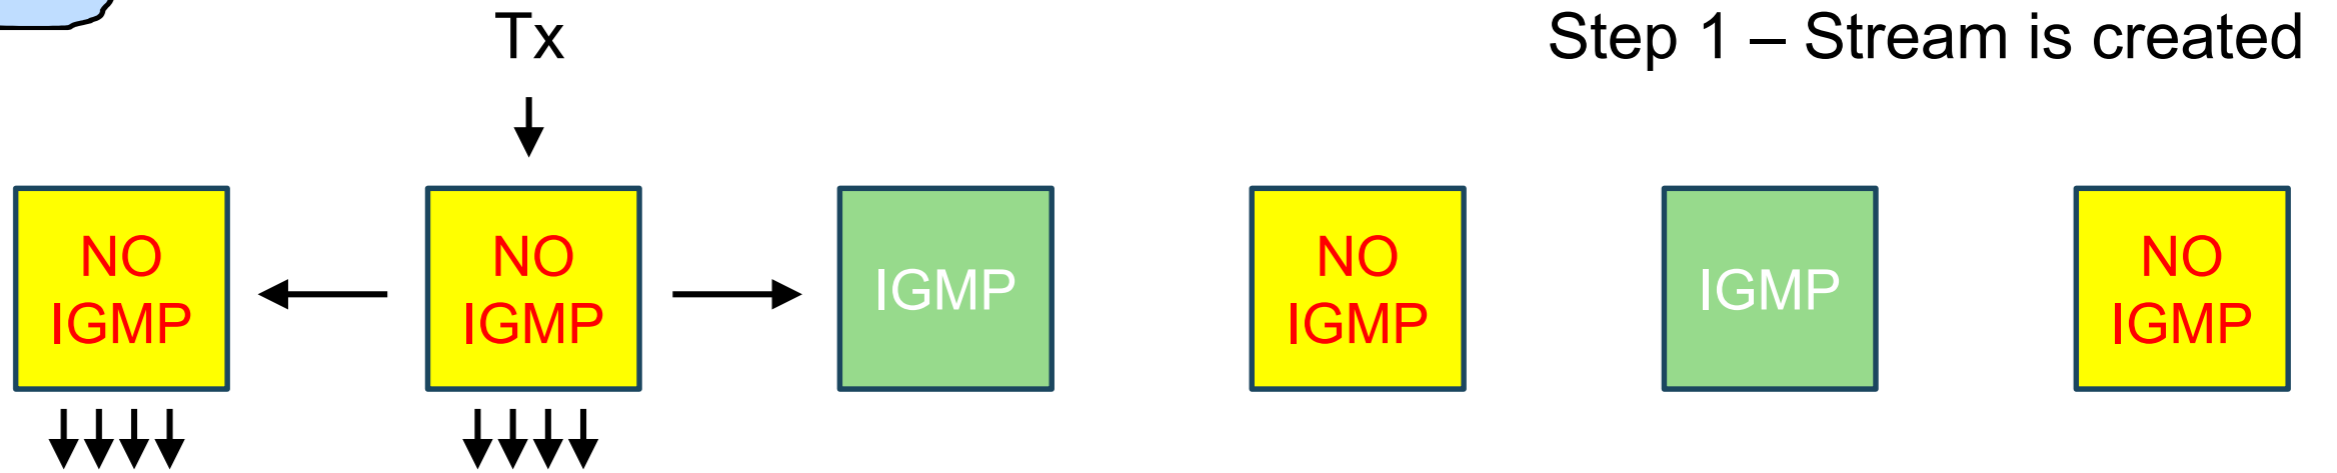 Tx
Step 1 – Stream is created
NO
IGMP
NO
IGMP
IGMP
NO
IGMP
IGMP
NO
IGMP